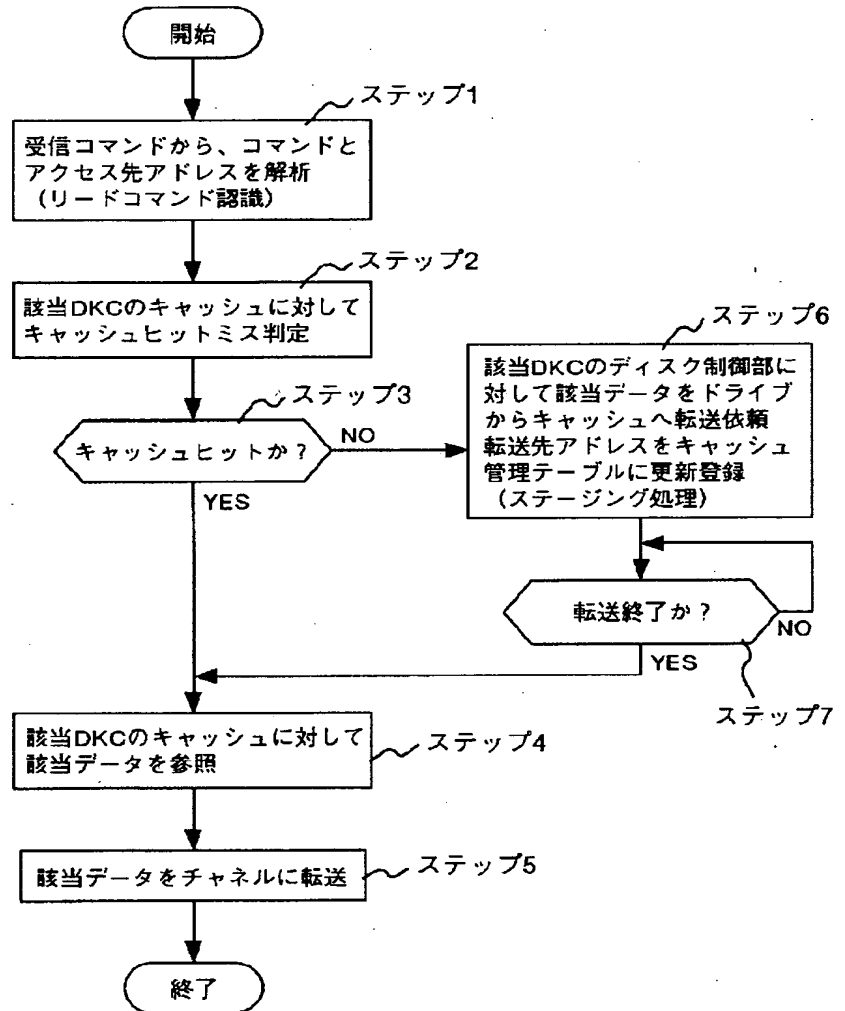 開始
ステップ1
受信コマンドから、コマンドと
アクセス先アドレスを解析
(リードコマンド認識)
ステップ2
該当DKCのキャッシュに対して
キャッシュヒットミス判定
ステップ3
キャッシュヒットか？
NO
YES
ステップ6
該当DKCのディスク制御部に
対して該当データをドライブ
からキャッシュへ転送依頼
転送先アドレスをキャッシュ
管理テーブルに更新登録
(ステージング処理)
転送終了か？
NO
YES
ステップ7
該当DKCのキャッシュに対して
該当データを参照
ステップ4
該当データをチャネルに転送
ステップ5
終了